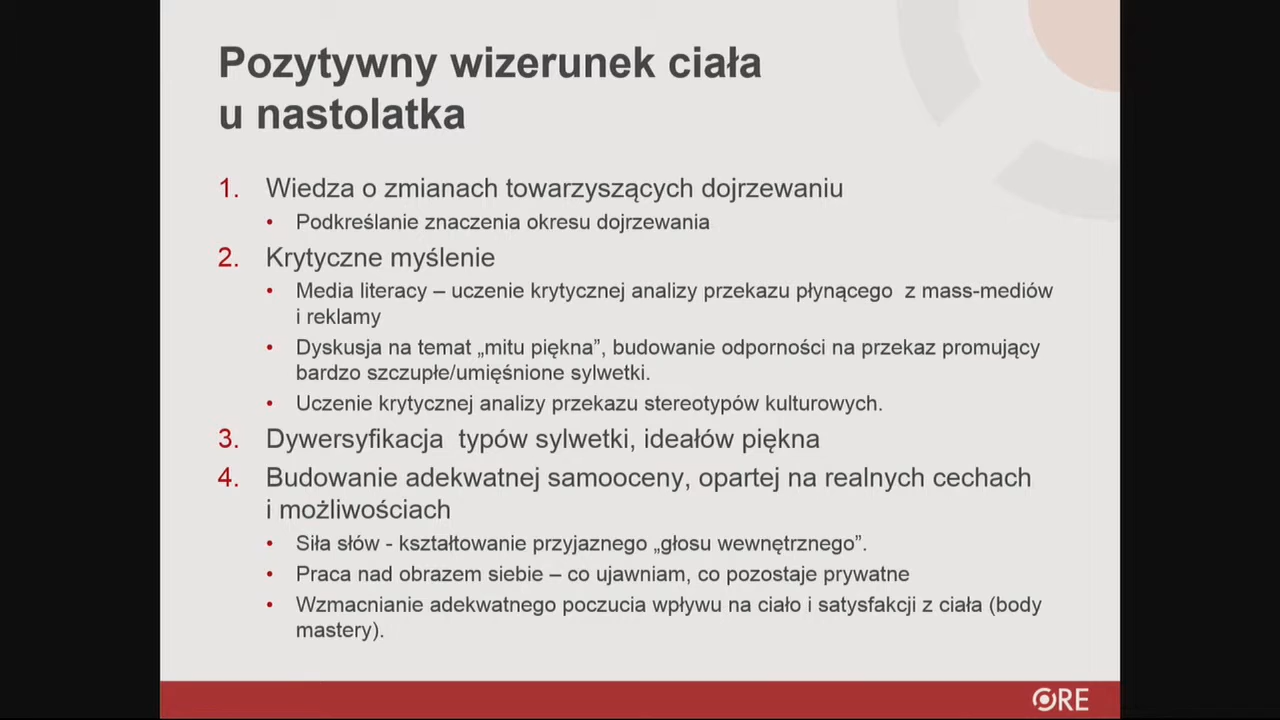 Pozytywny wizerunek ciała
u nastolatka
1. Wiedza o zmianach towarzyszących dojrzewaniu
• Podkreślanie znaczenia okresu dojrzewania
2. Krytyczne myślenie
• Media literacy – uczenie krytycznej analizy przekazu płynącego  z mass-mediów
i reklamy
• Dyskusja na temat „mitu piękna”, budowanie odporności na przekaz promujący
bardzo szczupłe/umięśnione sylwetki.
• Uczenie krytycznej analizy przekazu stereotypów kulturowych.
3. Dywersyfikacja  typów sylwetki, ideałów piękna
4. Budowanie adekwatnej samooceny, opartej na realnych cechach
i możliwościach
• Siła słów - kształtowanie przyjaznego „głosu wewnętrznego”.
• Praca nad obrazem siebie – co ujawniam, co pozostaje prywatne
• Wzmacnianie adekwatnego poczucia wpływu na ciało i satysfakcji z ciała (body
mastery).
ORE